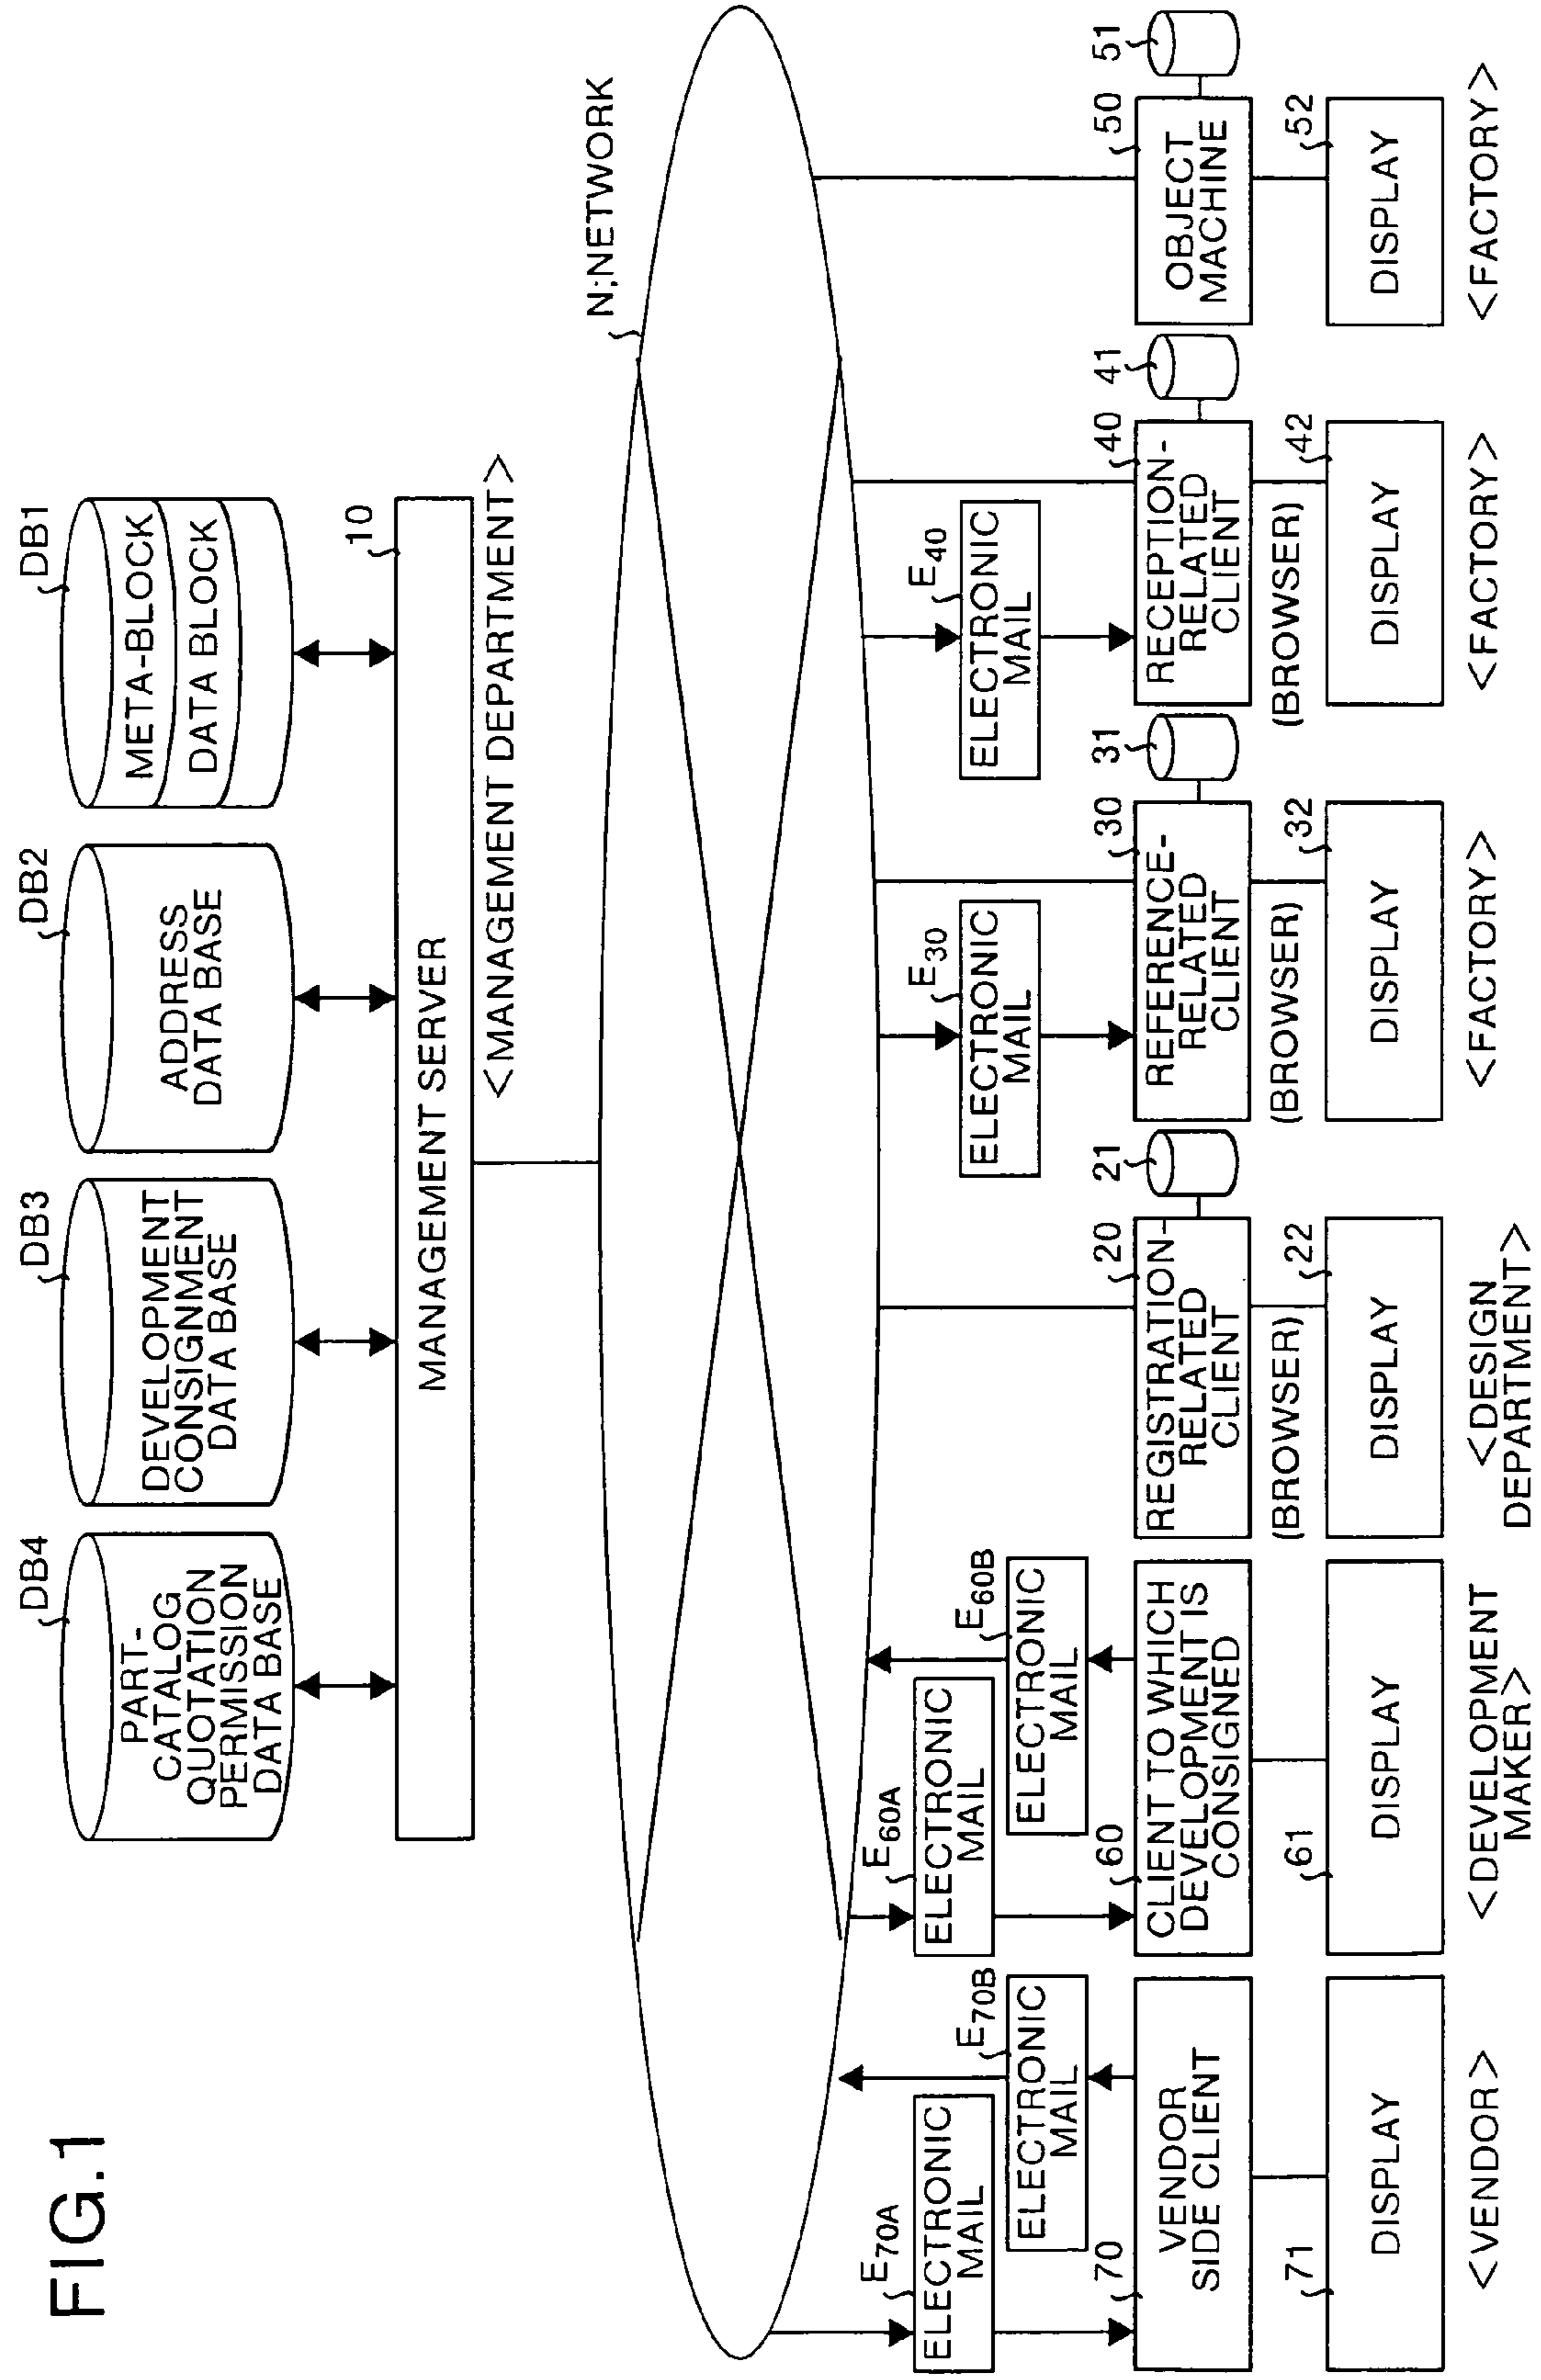 FIG.1
DB4
PART-
CATALOG
QUOTATION
PERMISSION
DATA BASE
DB3
DEVELOPMENT
CONSIGNMENT
DATA BASE
DB2
ADDRESS
DATA BASE
DB1
META-BLOCK
DATA BLOCK
10
MANAGEMENT SERVER
<MANAGEMENT DEPARTMENT>
N;NETWORK
E70A
ELECTRONIC
MAIL
E70B
ELECTRONIC
MAIL
E60A
ELECTRONIC
MAIL
E60B
ELECTRONIC
MAIL
E30
ELECTRONIC
MAIL
E40
ELECTRONIC
MAIL
70
VENDOR
SIDE CLIENT
60
CLIENT TO WHICH
DEVELOPMENT IS
CONSIGNED
20
REGISTRATION-
RELATED
CLIENT
21
30
REFERENCE-
RELATED
CLIENT
31
40
RECEPTION-
RELATED
CLIENT
41
50
OBJECT
MACHINE
51
71
DISPLAY
61
DISPLAY
(BROWSER)
22
DISPLAY
(BROWSER)
32
DISPLAY
(BROWSER)
42
DISPLAY
52
DISPLAY
<VENDOR>
<DEVELOPMENT
MAKER>
<DESIGN
DEPARTMENT>
<FACTORY>
<FACTORY>
<FACTORY>